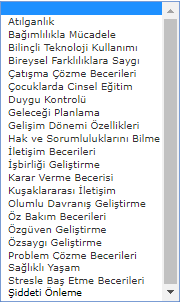 Atılganlık
Bağımlılıkla Mücadele
Bilinçli Teknoloji Kullanımı
Bireysel Farklılıklara Saygı
Çatışma Çözme Becerileri
Çocuklarda Cinsel Eğitim
Duygu Kontrolü
Geleceği Planlama
Gelişim Dönemi Özellikleri
Hak ve Sorumluluklarını Bilme
İletişim Becerileri
İşbirliği Geliştirme
Karar Verme Becerisi
Kuşaklararası İletişim
Olumlu Davranış Geliştirme
Öz Bakım Becerileri
Özgüven Geliştirme
Özsaygı Geliştirme
Problem Çözme Becerileri
Sağlıklı Yaşam
Stresle Baş Etme Becerileri
Şiddeti Önleme